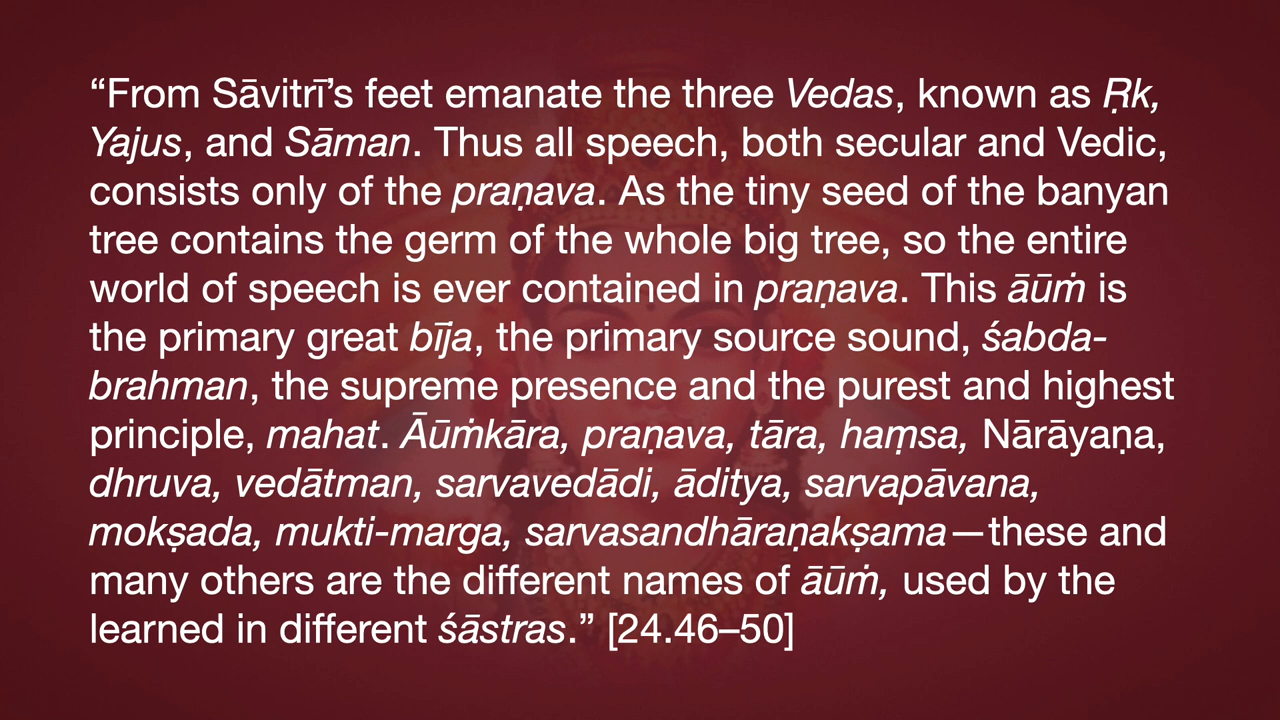 “From Sāvitrī’s feet emanate the three Vedas, known as Ṛk,
Yajus, and Sāman. Thus all speech, both secular and Vedic,
consists only of the praṇava. As the tiny seed of the banyan
tree contains the germ of the whole big tree, so the entire
world of speech is ever contained in praṇava. This āūṁ is
the primary great bīja, the primary source sound, śabda-
brahman, the supreme presence and the purest and highest
principle, mahat. Āūṁkāra, praṇava, tāra, haṃsa, Nārāyaṇa,
dhruva, vedātman, sarvavedādi, āditya, sarvapāvana,
mokṣada, mukti-marga, sarvasandhāraṇakṣama—these and
many others are the different names of āūṁ, used by the
learned in different śāstras.” [24.46–50]